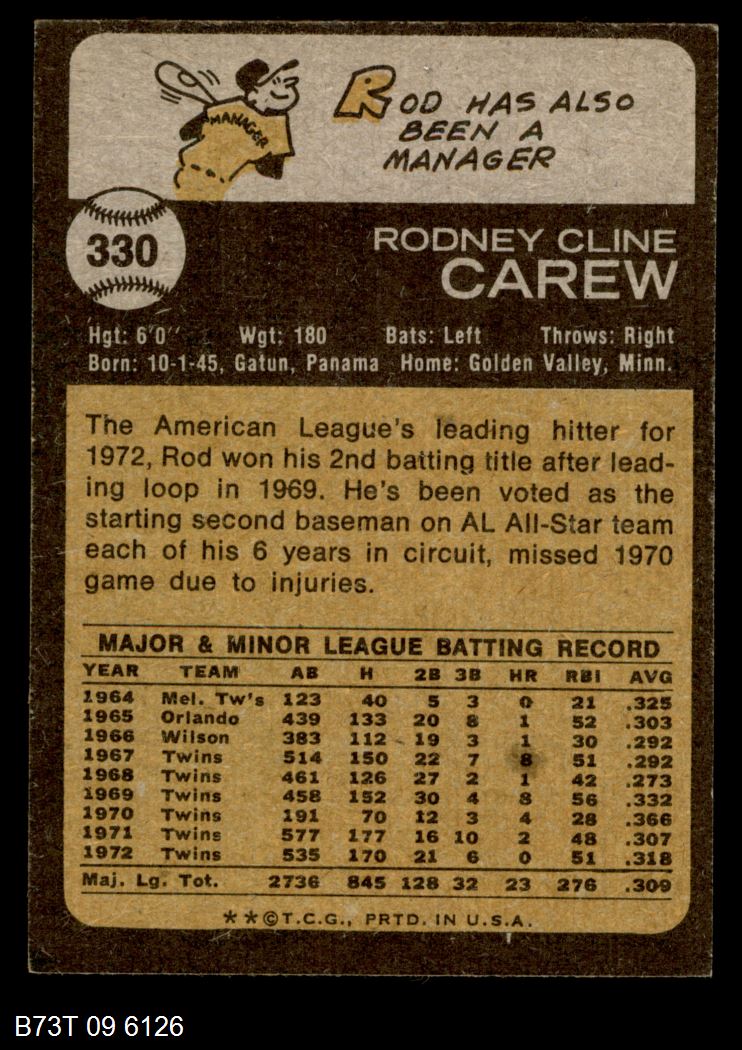 ROD HAS ALSO
BEEN A
MANAGER
MANAGER
330
RODNEY CLINE
CAREW
Hgt: 6'0" Wgt: 180 Bats: Left Throws: Right
Born: 10-1-45, Gatun, Panama Home: Golden Valley, Minn.
The American League's leading hitter for
1972, Rod won his 2nd batting title after lead-
ing loop in 1969. He's been voted as the
starting second baseman on AL All-Star team
each of his 6 years in circuit, missed 1970
game due to injuries.
MAJOR & MINOR LEAGUE BATTING RECORD
YEAR TEAM AB H 2B 3B HR RBI AVG
1964 Mel. Tw's 123 40 5 3 0 21 .325
1965 Orlando 439 133 20 8 1 52 .303
1966 Wilson 383 112 19 3 1 30 .292
1967 Twins 514 150 22 7 8 51 .292
1968 Twins 461 126 27 2 1 42 .273
1969 Twins 458 152 30 4 8 56 .332
1970 Twins 191 70 12 3 4 28 .366
1971 Twins 577 177 16 10 2 48 .307
1972 Twins 535 170 21 6 0 51 .318
Maj. Lg. Tot. 2736 845 128 32 23 276 .309
**©T.C.G., PRTD. IN U.S.A.
B73T 09 6126